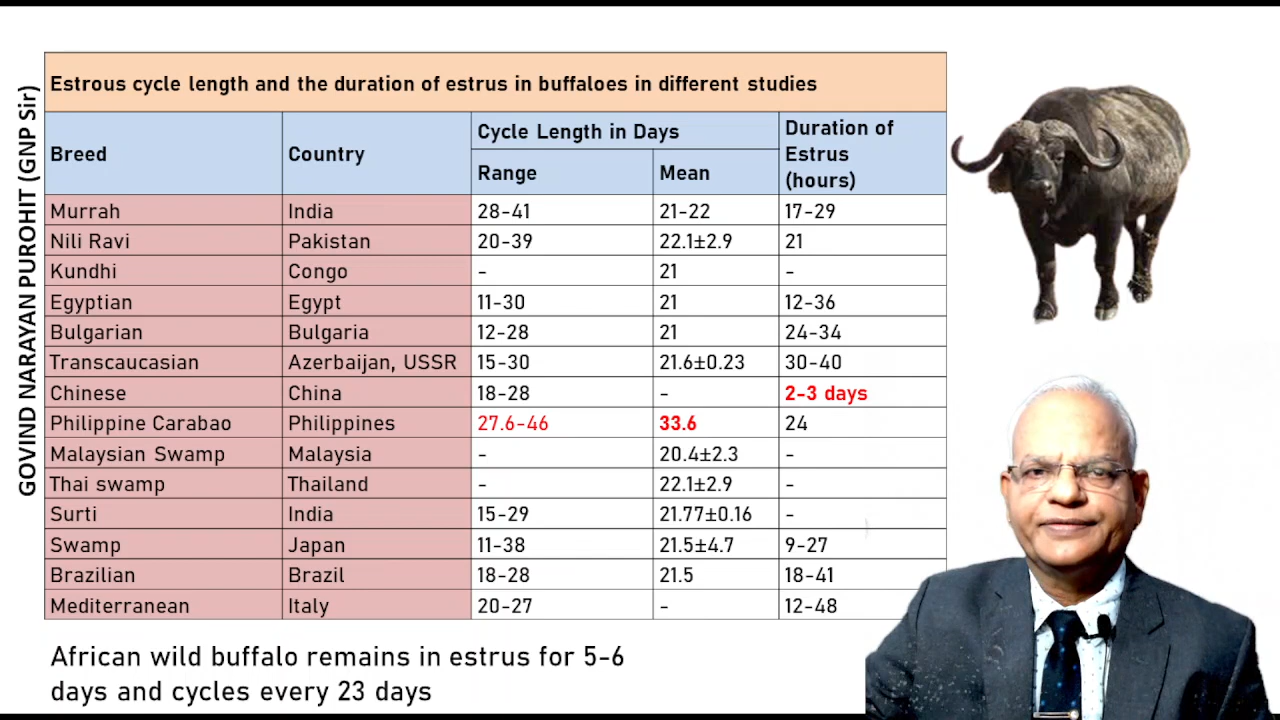 GOVIND NARAYAN PUROHIT (GNP Sir)
Estrous cycle length and the duration of estrus in buffaloes in different studies
Breed Country Cycle Length in Days Duration of Estrus (hours)
Range Mean
Murrah India 28-41 21-22 17-29
Nili Ravi Pakistan 20-39 22.1±2.9 21
Kundhi Congo - 21 -
Egyptian Egypt 11-30 21 12-36
Bulgarian Bulgaria 12-28 21 24-34
Transcaucasian Azerbaijan, USSR 15-30 21.6±0.23 30-40
Chinese China 18-28 - 2-3 days
Philippine Carabao Philippines 27.6-46 33.6 24
Malaysian Swamp Malaysia - 20.4±2.3 -
Thai swamp Thailand - 22.1±2.9 -
Surti India 15-29 21.77±0.16 -
Swamp Japan 11-38 21.5±4.7 9-27
Brazilian Brazil 18-28 21.5 18-41
Mediterranean Italy 20-27 - 12-48
African wild buffalo remains in estrus for 5-6
days and cycles every 23 days